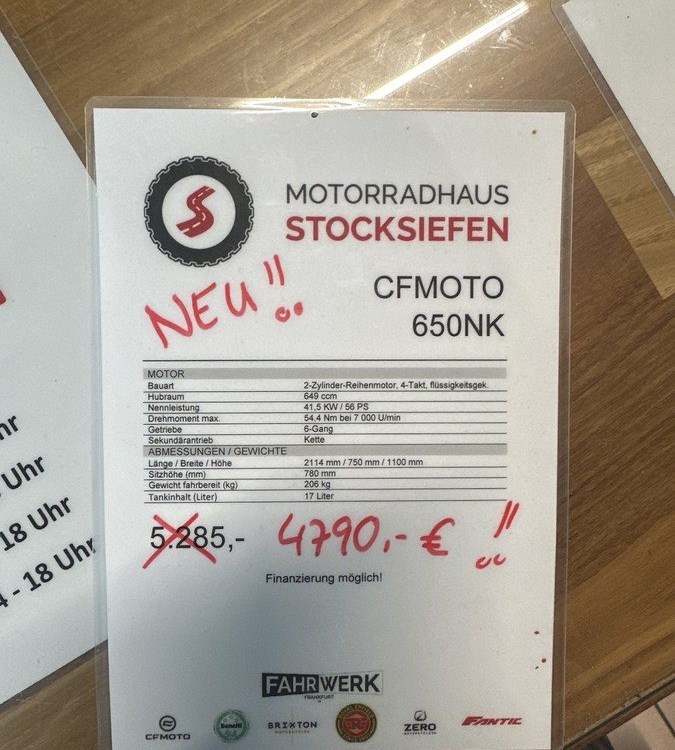 MOTORRADHAUS
STOCKSIEFEN
NEU!!
CFMOTO
650NK
MOTOR
Bauart 2-Zylinder-Reihenmotor, 4-Takt, flüssigkeitsgek.
Hubraum 649 ccm
Nennleistung 41,5 KW / 56 PS
Drehmoment max. 54,4 Nm bei 7 000 U/min
Getriebe 6-Gang
Sekundärantrieb Kette
ABMESSUNGEN / GEWICHTE
Länge / Breite / Höhe 2114 mm / 750 mm / 1100 mm
Sitzhöhe (mm) 780 mm
Gewicht fahrbereit (kg) 206 kg
Tankinhalt (Liter) 17 Liter
5.285,- 4790,- € !!
Finanzierung möglich!
FAHRWERK
FRANKFURT
CFMOTO Benelli BRIXTON ZERO FANTIC
MOTORCYCLES
hr
Uhr
18 Uhr
4 - 18 Uhr